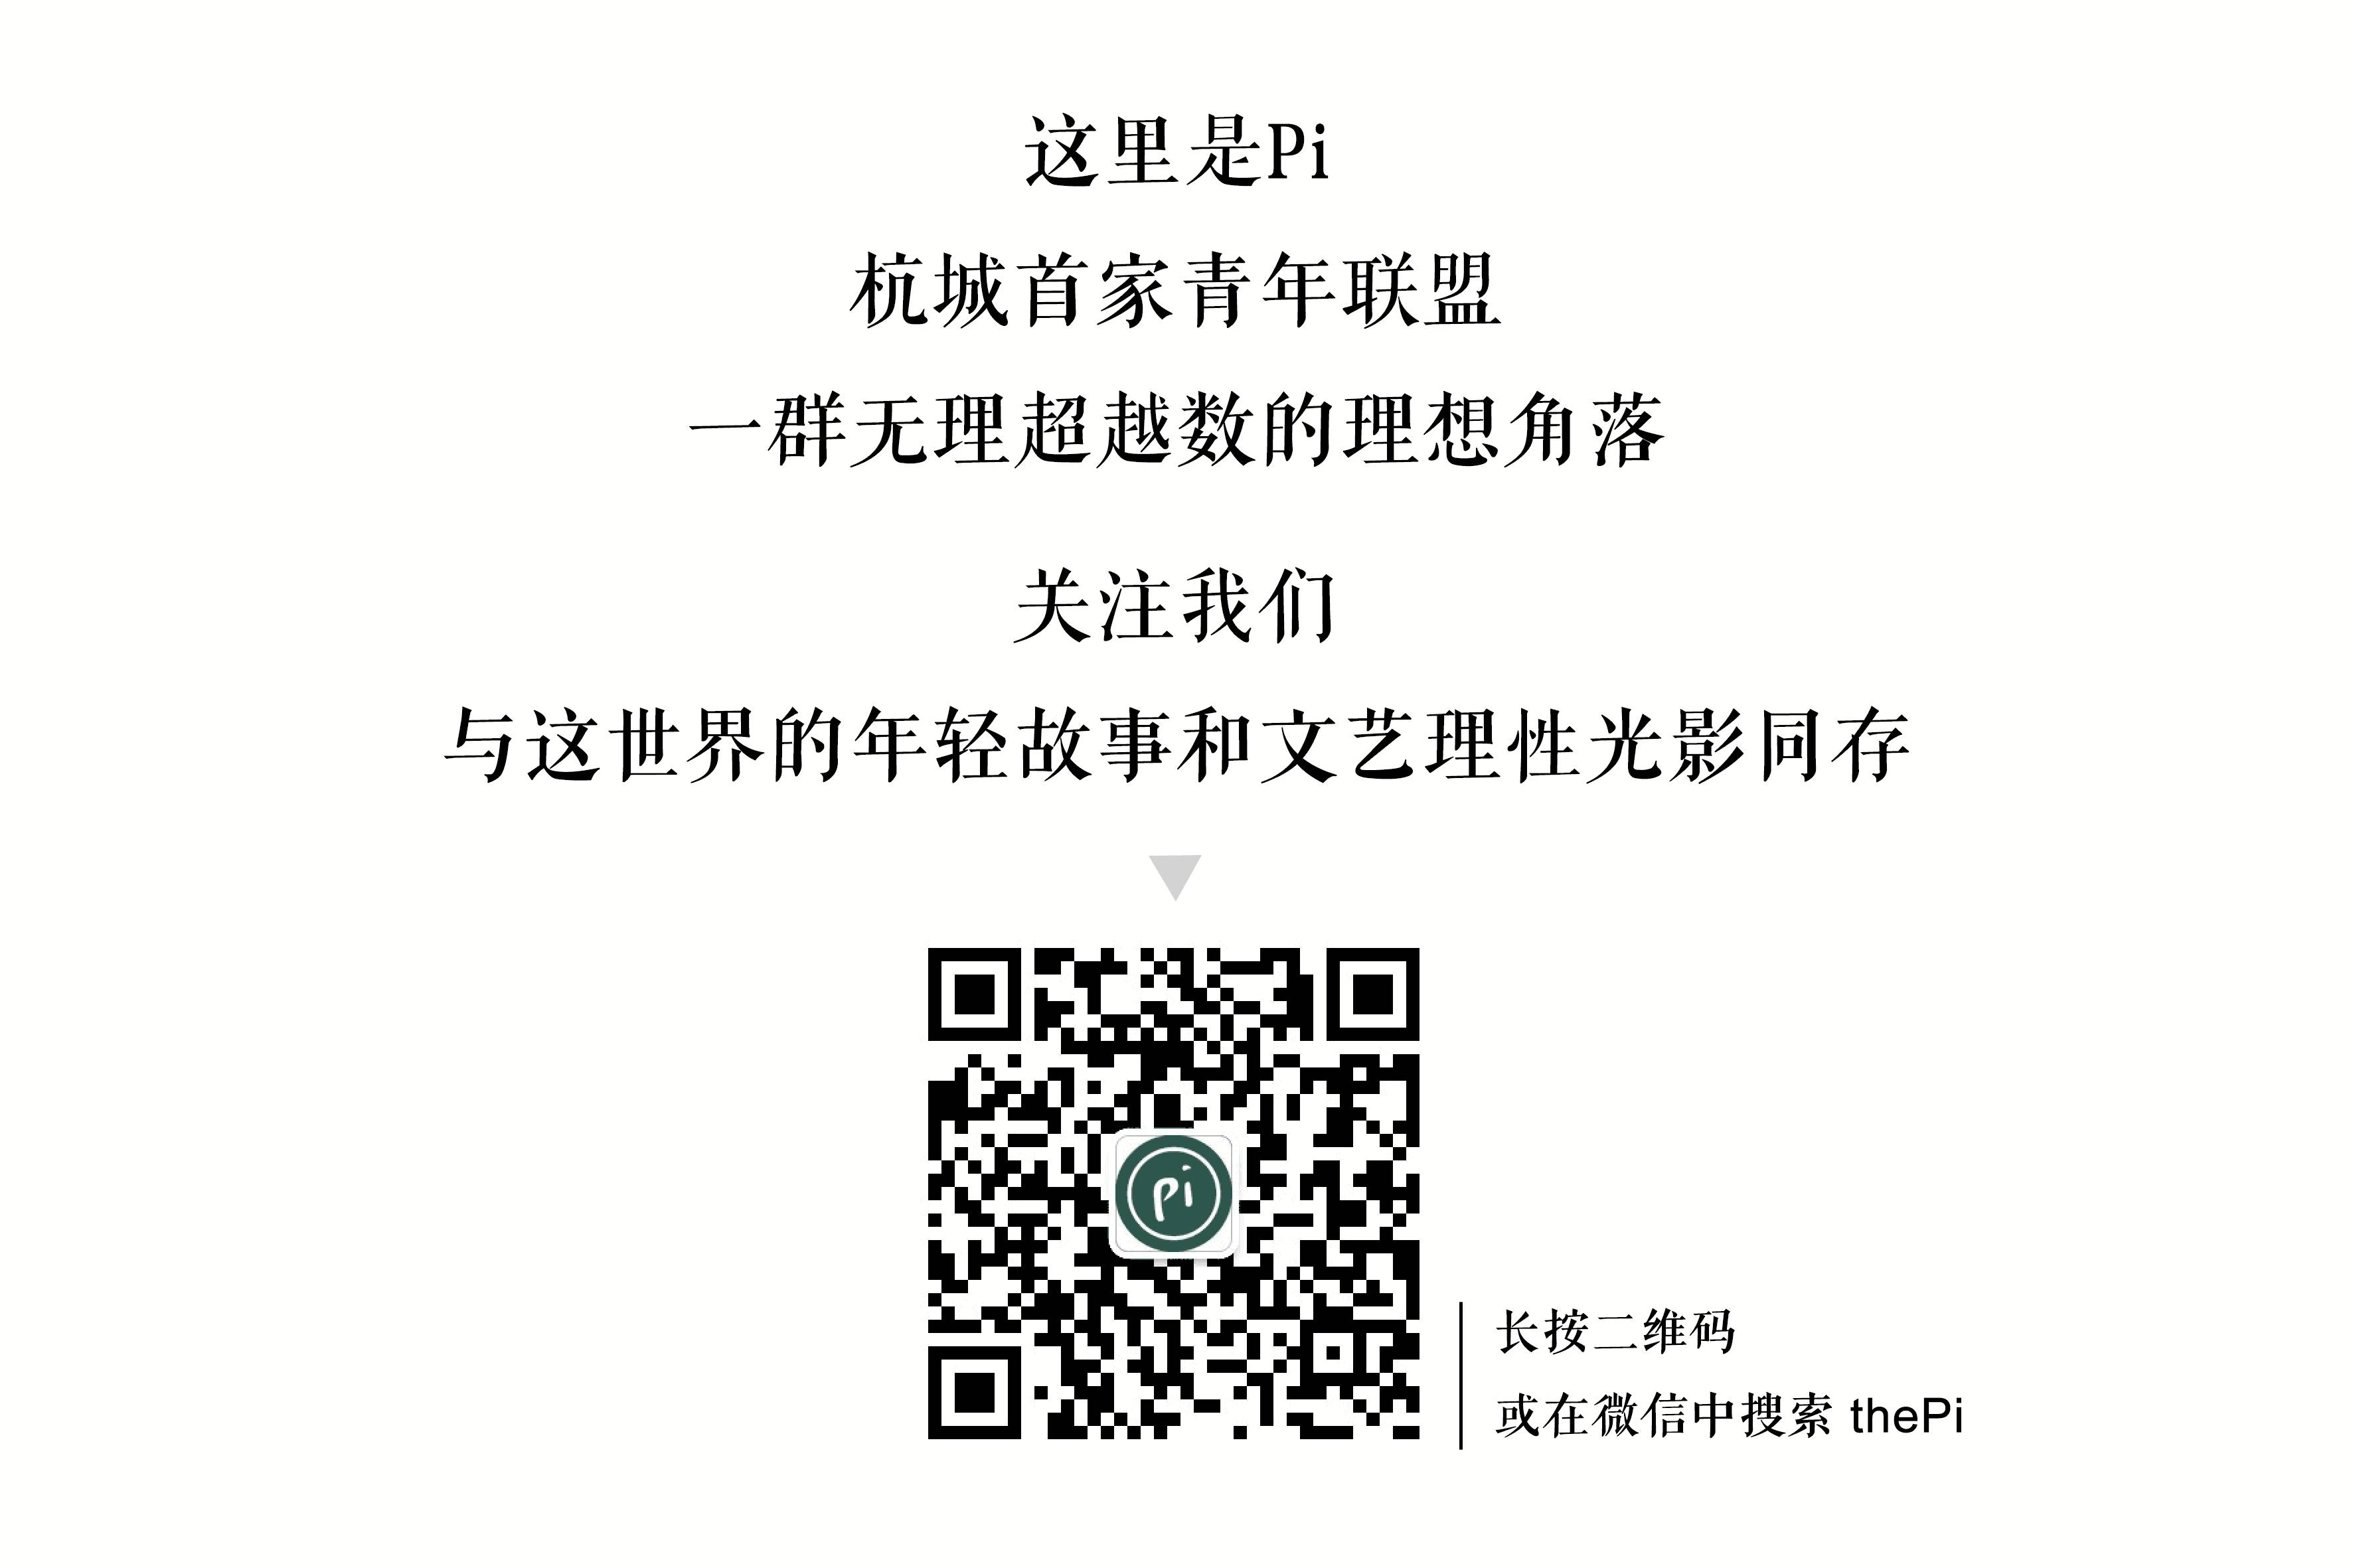 这里是Pi
杭城首家青年联盟
一群无理超越数的理想角落
关注我们
与这世界的年轻故事和文艺理性光影同存
Pi
长按二维码
或在微信中搜索 thePi